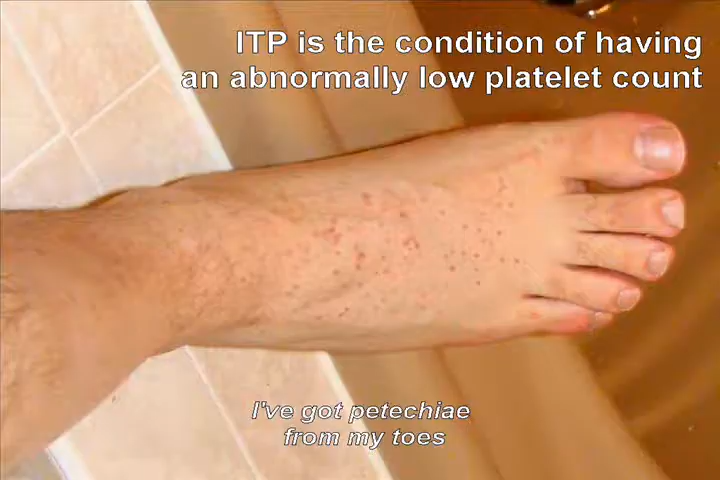 ITP is the condition of having
an abnormally low platelet count
I've got petechiae
from my toes